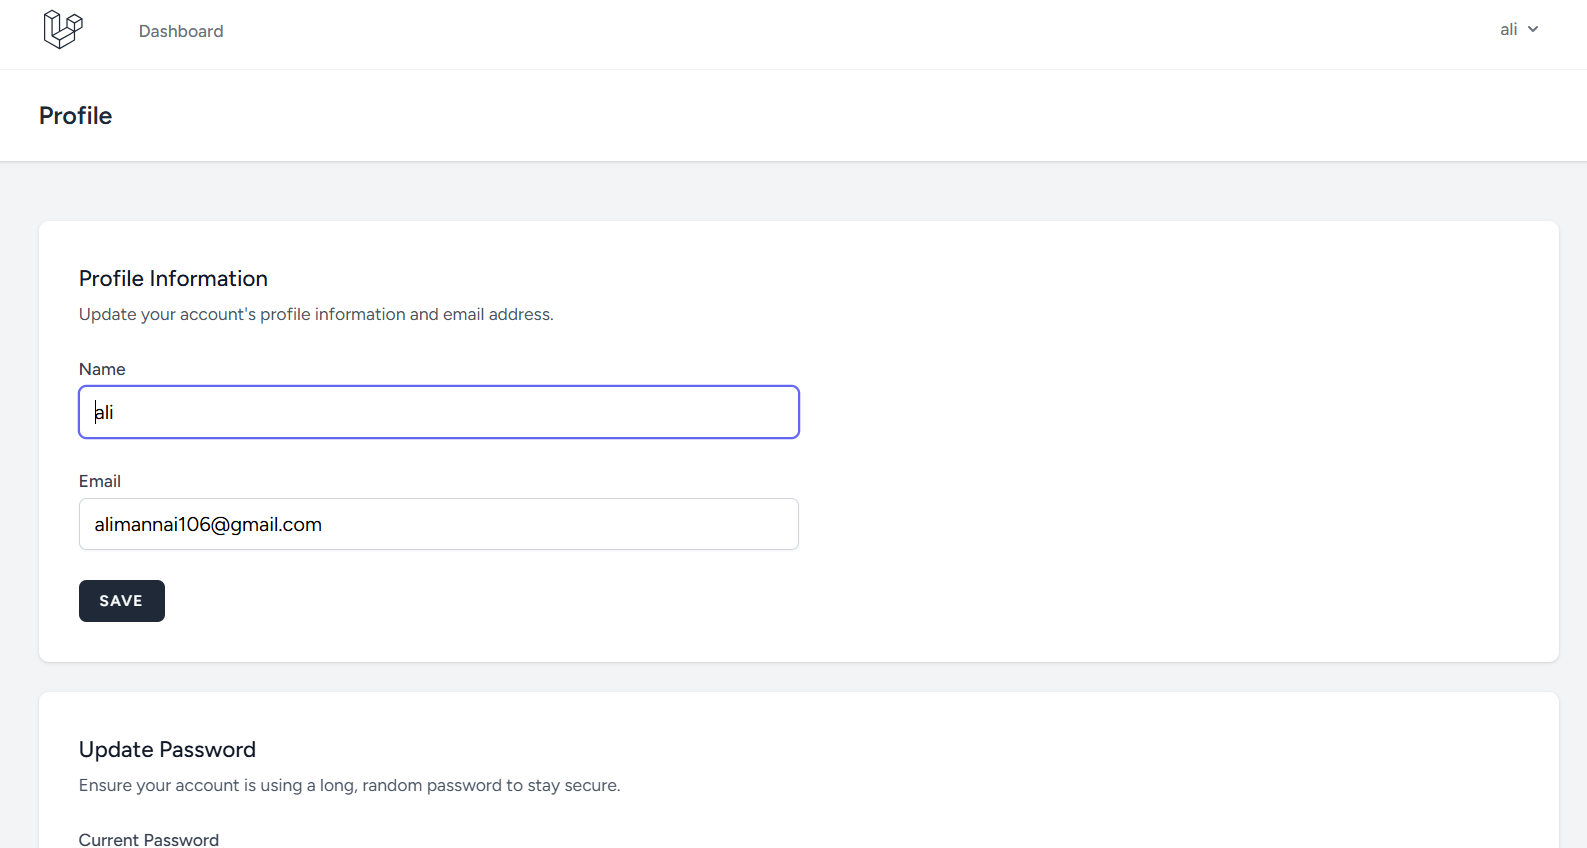 Dashboard
ali
Profile
Profile Information
Update your account's profile information and email address.
Name
ali
Email
alimannai106@gmail.com
SAVE
Update Password
Ensure your account is using a long, random password to stay secure.
Current Password